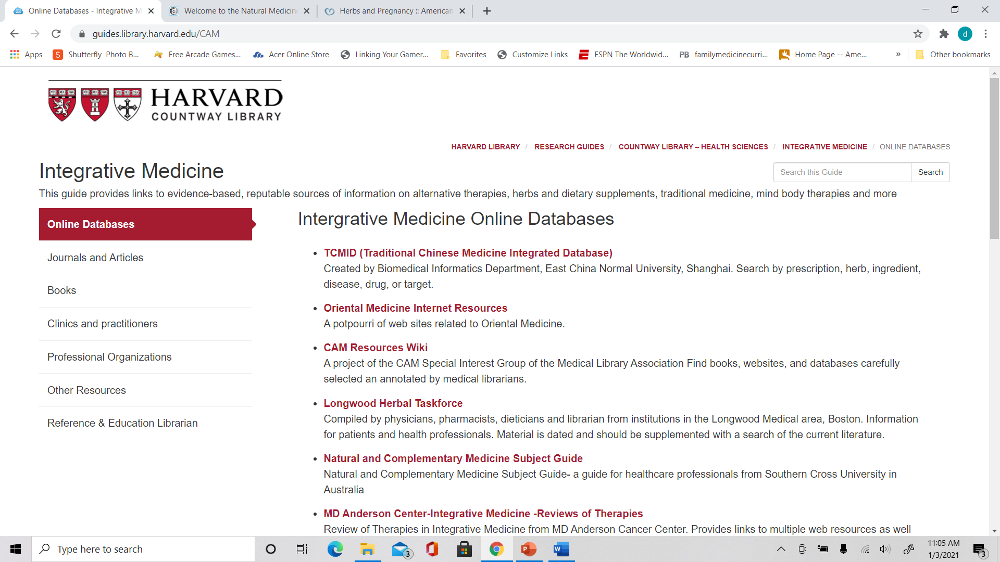 Online Databases - Integrative M
Welcome to the Natural Medicin
Herbs and Pregnancy :: American
guides.library.harvard.edu/CAM
d
Apps
S
Shutterfly Photo B...
Free Arcade Games...
Acer Online Store
Linking Your Gamer...
Favorites
Customize Links
ESPN The Worldwid...
PB
familymedicinecurri...
Home Page -- Ame...
»
Other bookmarks
HARVARD
COUNTWAY LIBRARY
HARVARD LIBRARY / RESEARCH GUIDES / COUNTWAY LIBRARY – HEALTH SCIENCES / INTEGRATIVE MEDICINE / ONLINE DATABASES
Integrative Medicine
Search this Guide
Search
This guide provides links to evidence-based, reputable sources of information on alternative therapies, herbs and dietary supplements, traditional medicine, mind body therapies and more
Online Databases
Journals and Articles
Books
Clinics and practitioners
Professional Organizations
Other Resources
Reference & Education Librarian
Intergrative Medicine Online Databases
• TCMID (Traditional Chinese Medicine Integrated Database)
Created by Biomedical Informatics Department, East China Normal University, Shanghai. Search by prescription, herb, ingredient,
disease, drug, or target.
• Oriental Medicine Internet Resources
A potpourri of web sites related to Oriental Medicine.
• CAM Resources Wiki
A project of the CAM Special Interest Group of the Medical Library Association Find books, websites, and databases carefully
selected an annotated by medical librarians.
• Longwood Herbal Taskforce
Compiled by physicians, pharmacists, dieticians and librarian from institutions in the Longwood Medical area, Boston. Information
for patients and health professionals. Material is dated and should be supplemented with a search of the current literature.
• Natural and Complementary Medicine Subject Guide
Natural and Complementary Medicine Subject Guide- a guide for healthcare professionals from Southern Cross University in
Australia
• MD Anderson Center-Integrative Medicine -Reviews of Therapies
Review of Therapies in Integrative Medicine from MD Anderson Cancer Center. Provides links to multiple web resources as well
Type here to search
3
P
W
11:05 AM
1/3/2021
3